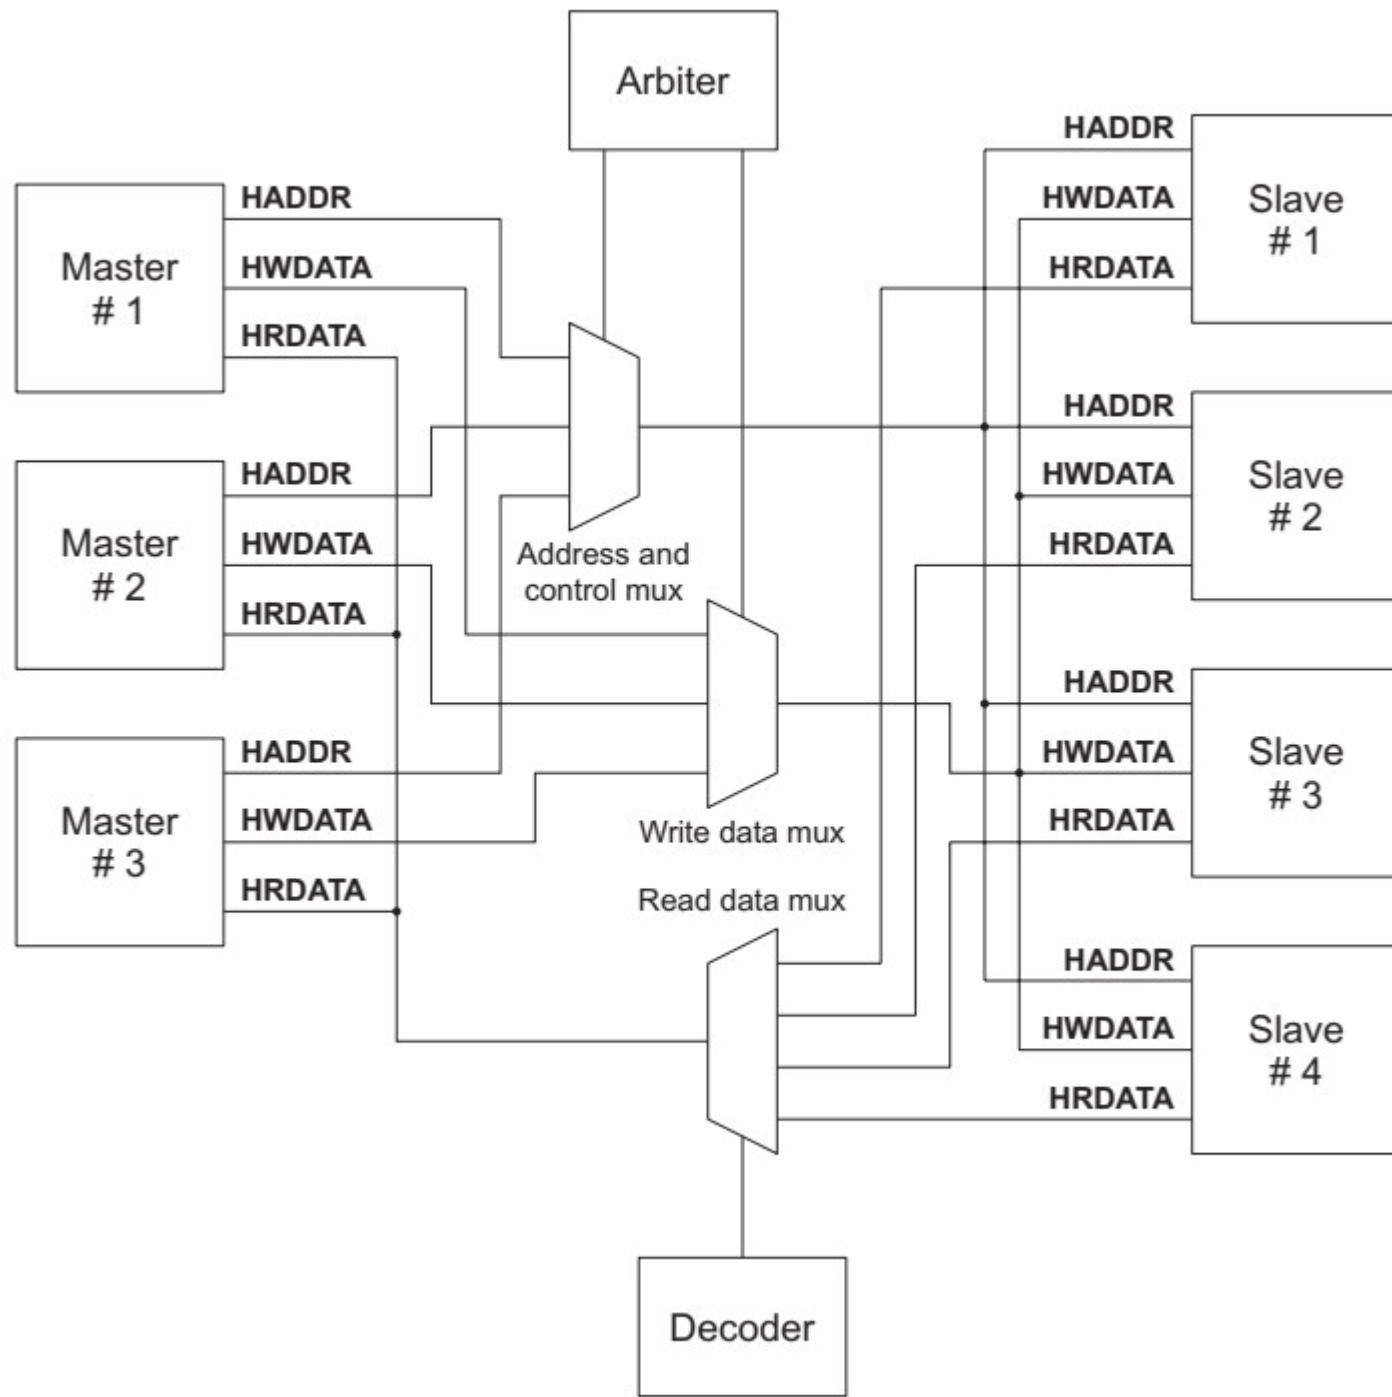 Arbiter
Master
# 1
HADDR
HWDATA
HRDATA
Master
# 2
HADDR
HWDATA
HRDATA
Master
# 3
HADDR
HWDATA
HRDATA
Address and
control mux
Write data mux
Read data mux
HADDR
HWDATA
HRDATA
Slave
# 1
HADDR
HWDATA
HRDATA
Slave
# 2
HADDR
HWDATA
HRDATA
Slave
# 3
HADDR
HWDATA
HRDATA
Slave
# 4
Decoder